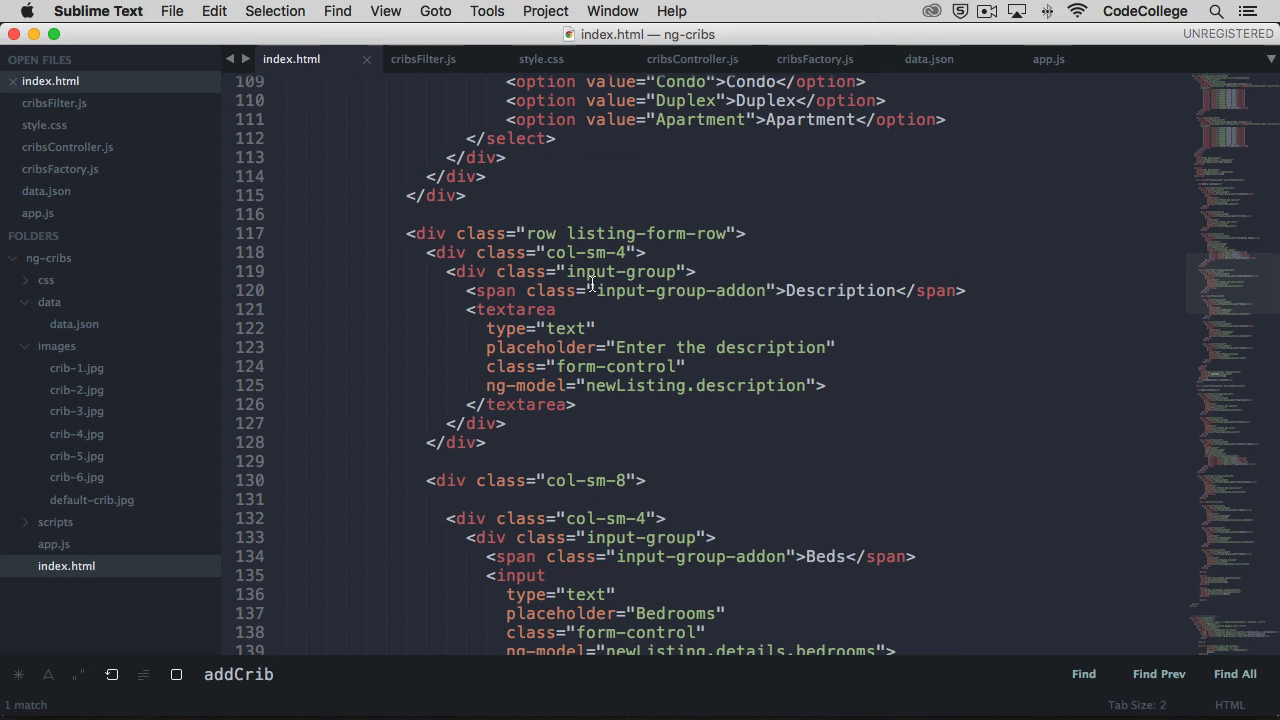 Sublime Text File Edit Selection Find View Goto Tools Project Window Help CodeCollege
index.html — ng-cribs UNREGISTERED
OPEN FILES
index.html
cribsFilter.js
style.css
cribsController.js
cribsFactory.js
data.json
app.js
FOLDERS
ng-cribs
css
data
data.json
images
crib-1.jpg
crib-2.jpg
crib-3.jpg
crib-4.jpg
crib-5.jpg
crib-6.jpg
default-crib.jpg
scripts
app.js
index.html
index.html cribsFilter.js style.css cribsController.js cribsFactory.js data.json app.js
109 <option value="Condo">Condo</option>
110 <option value="Duplex">Duplex</option>
111 <option value="Apartment">Apartment</option>
112 </select>
113 </div>
114 </div>
115 </div>
116
117 <div class="row listing-form-row">
118 <div class="col-sm-4">
119 <div class="input-group">
120 <span class="input-group-addon">Description</span>
121 <textarea
122 type="text"
123 placeholder="Enter the description"
124 class="form-control"
125 ng-model="newListing.description">
126 </textarea>
127 </div>
128 </div>
129
130 <div class="col-sm-8">
131
132 <div class="col-sm-4">
133 <div class="input-group">
134 <span class="input-group-addon">Beds</span>
135 <input
136 type="text"
137 placeholder="Bedrooms"
138 class="form-control"
139 ng-model="newListing.details.bedrooms">
addCrib Find Find Prev Find All
1 match Tab Size: 2 HTML